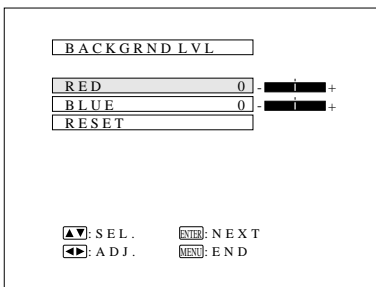 BACKGRND LVL
RED 0 - +
BLUE 0 - +
RESET
▲▼:SEL. ENTER:NEXT
◀▶:ADJ. MENU:END